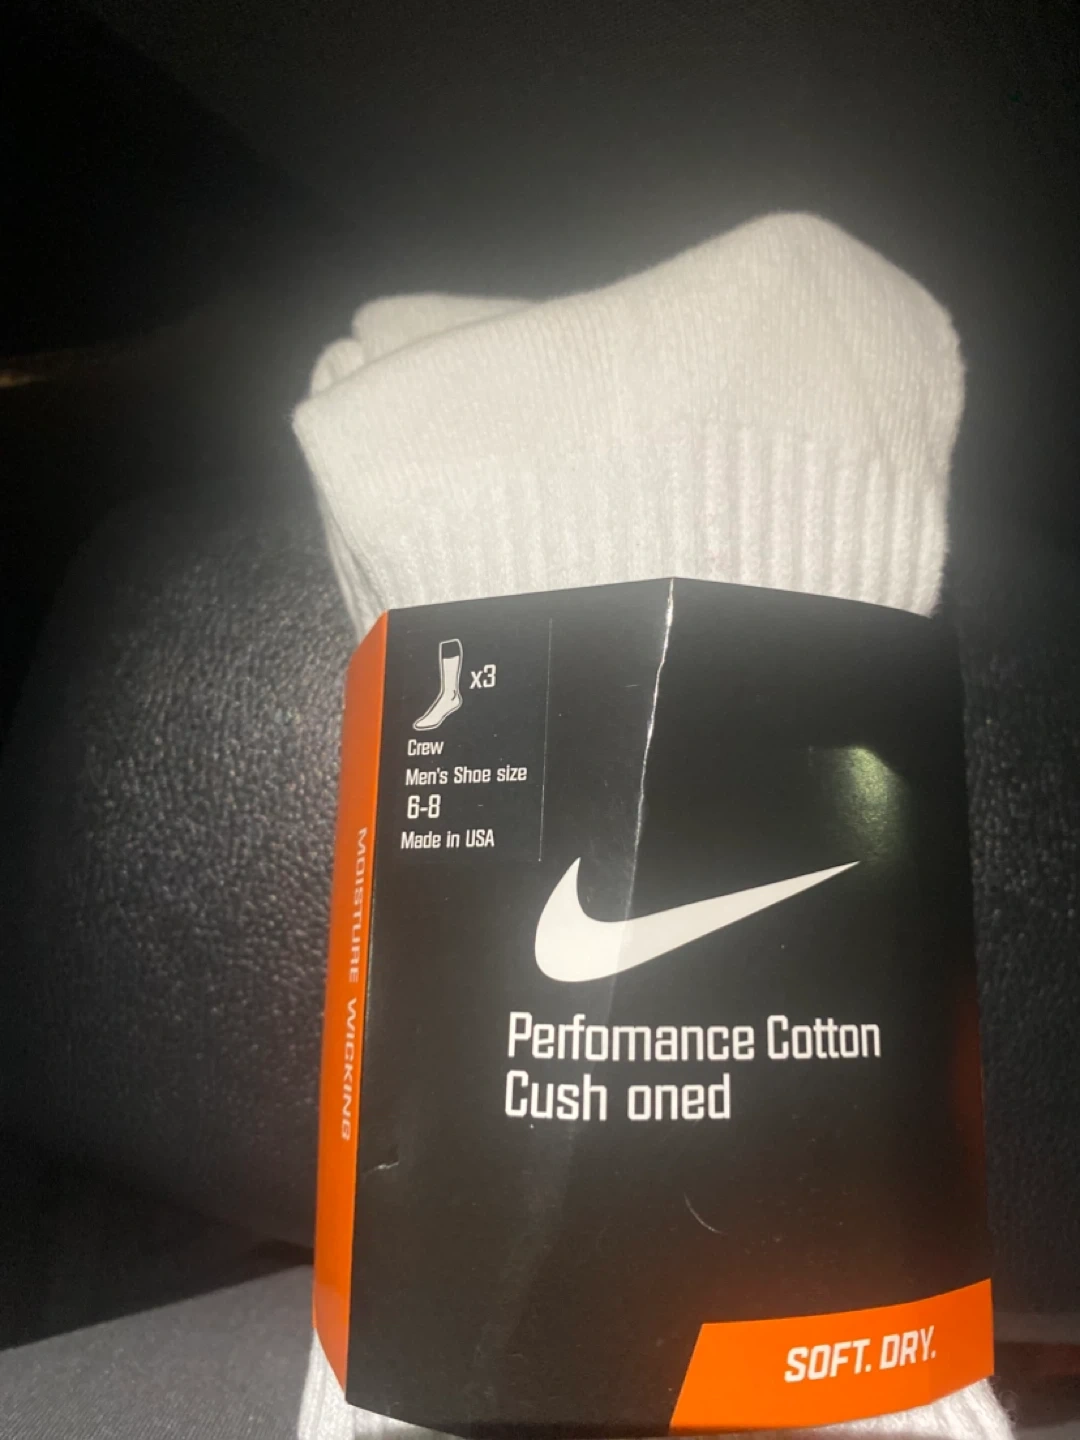 x3
Crew
Men's Shoe size
6-8
Made in USA
MOISTURE WICKING
Perfomance Cotton
Cush oned
SOFT. DRY.